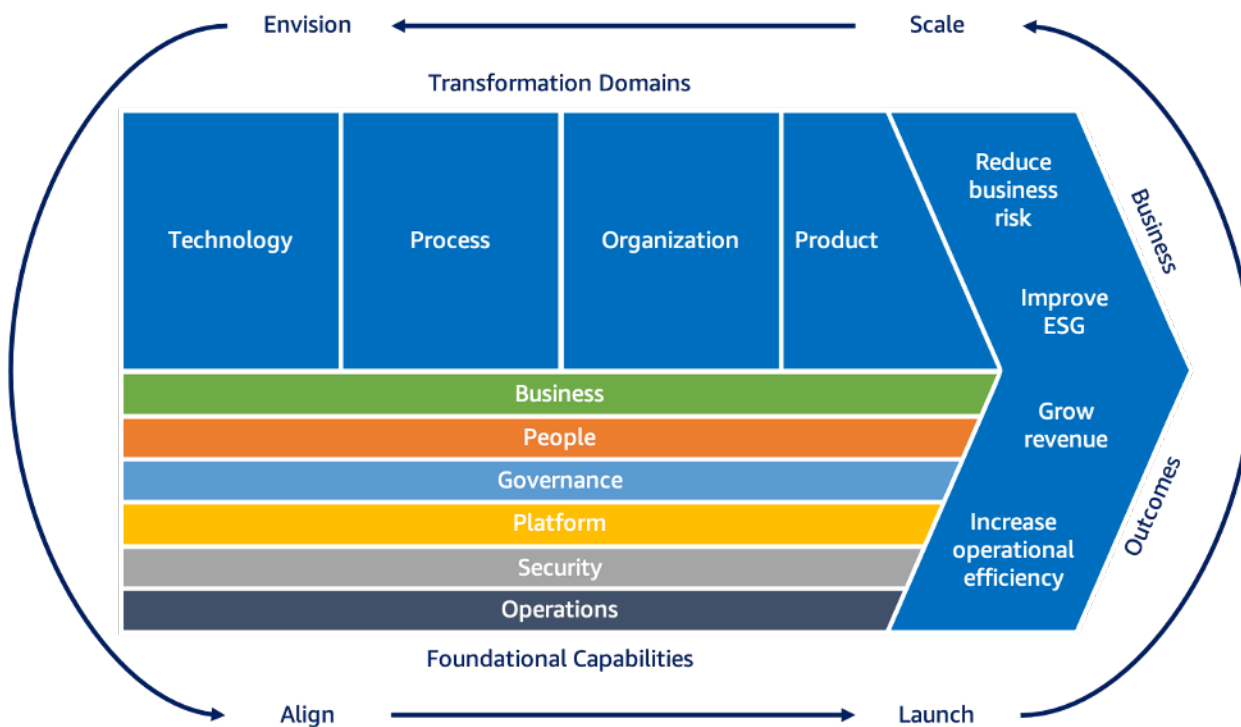 Envision
Scale
Transformation Domains
Technology
Process
Organization
Product
Reduce
business
risk
Improve
ESG
Grow
revenue
Increase
operational
efficiency
Business
Outcomes
Business
People
Governance
Platform
Security
Operations
Foundational Capabilities
Align
Launch